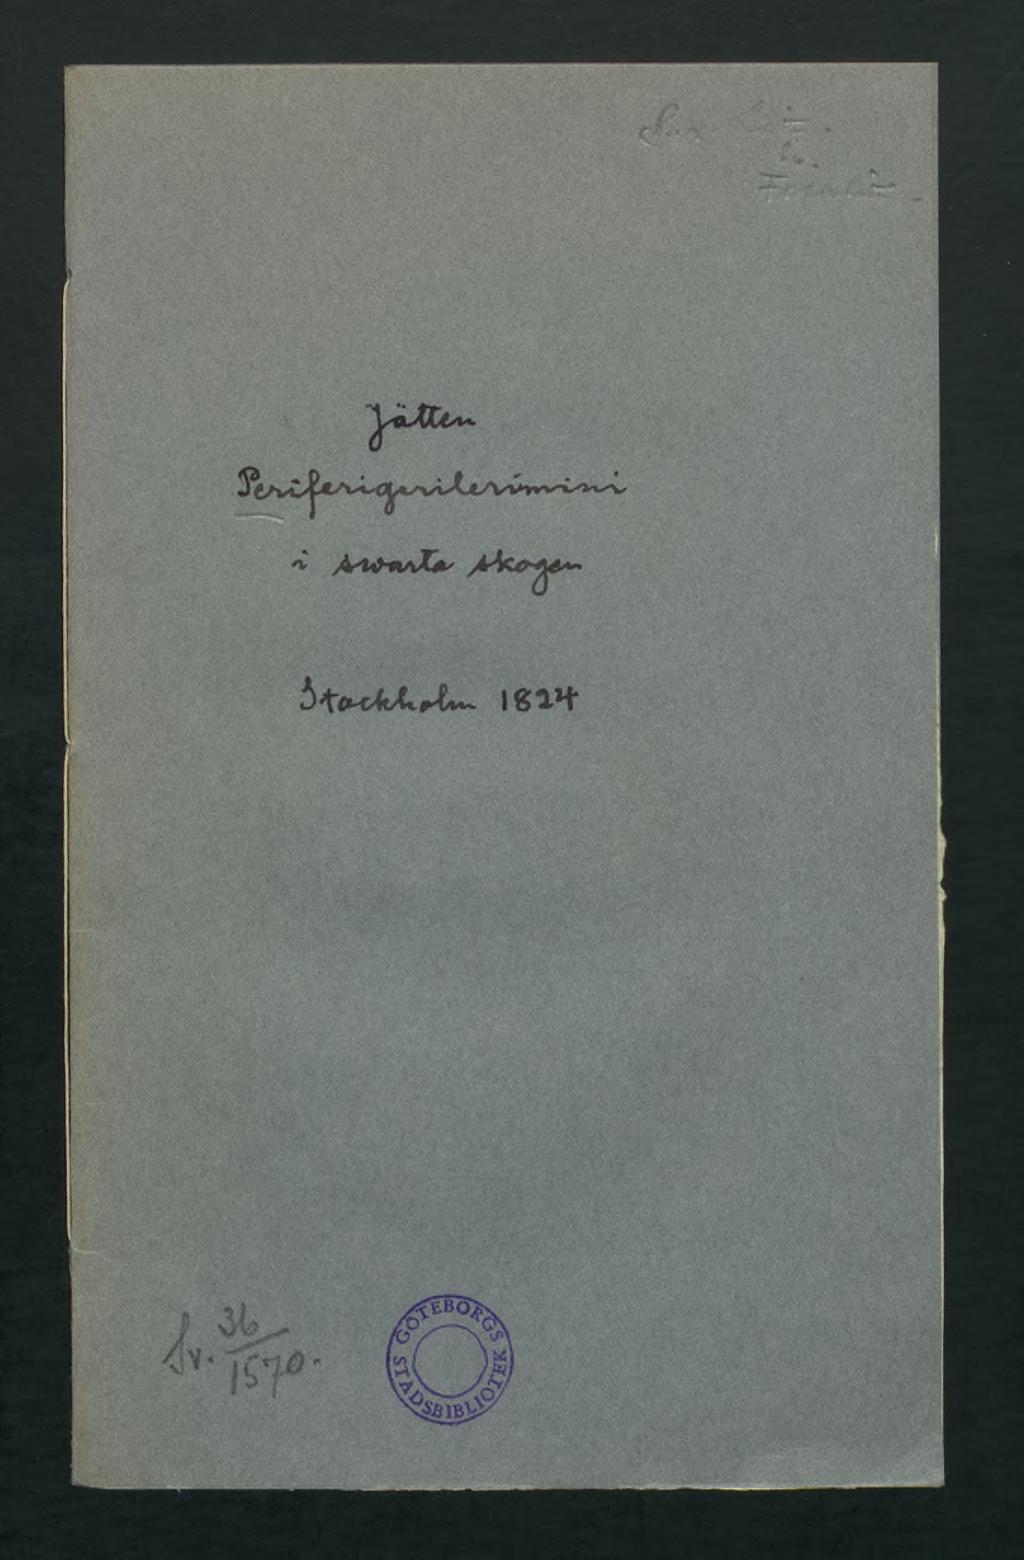 Jätten
Periferigerilerimini
i swarta skogen
Stockholm 1824
Sv. 36/1570.
GÖTEBORGS STADSBIBLIOTEK